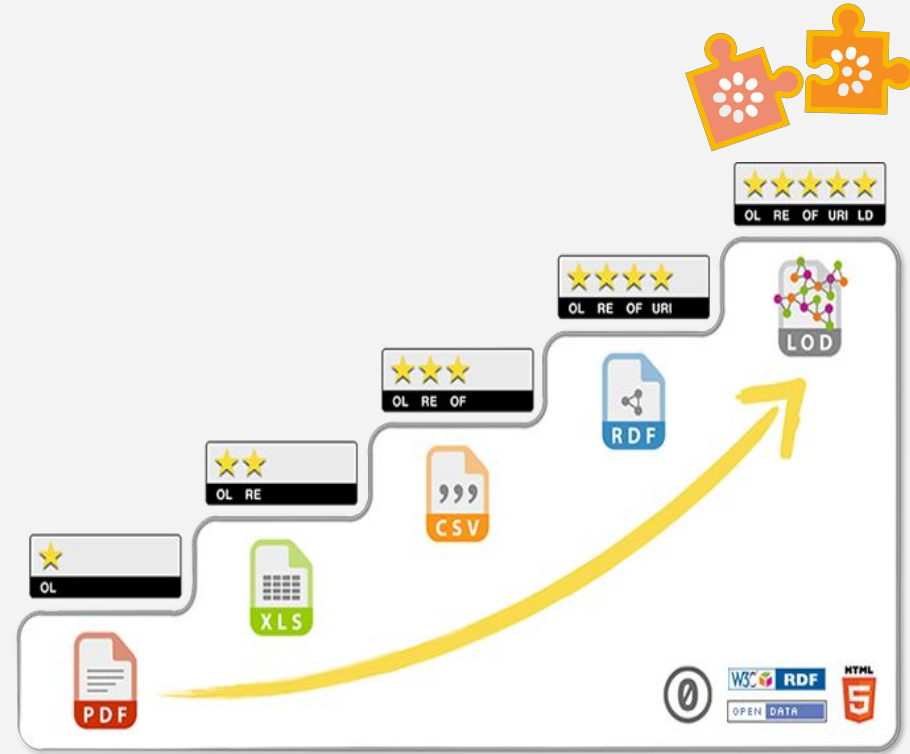 OL RE OF URI LD
OL RE OF URI
LOD
OL RE OF
RDF
OL RE
CSV
OL
XLS
PDF
0
W3C RDF
OPEN DATA
HTML
5